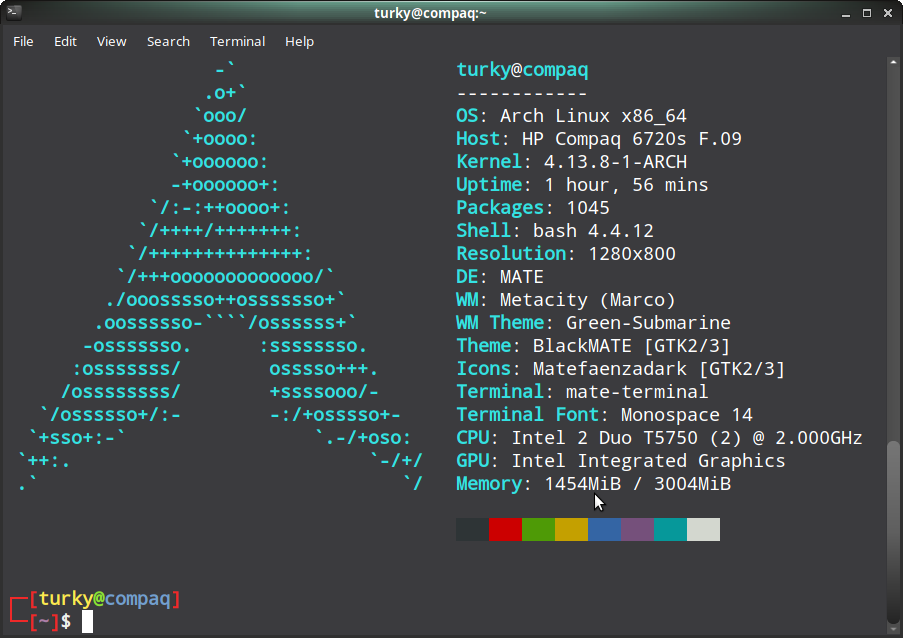 turky@compaq:~
File Edit View Search Terminal Help
-`
.o+`
`ooo/
`+oooo:
`+oooooo:
-+oooooo+:
`/:-:++oooo+:
`/++++/+++++++:
`/++++++++++++++:
`/+++ooooooooooooo/`
./ooosssso++osssssso+`
.oossssso-````/ossssss+`
-osssssso. :ssssssso.
:osssssss/ osssso+++.
/ossssssss/ +ssssooo/-
`/ossssso+/:- -:/+osssso+-
`+sso+:-` `.-/+oso:
`++:. `-/+/
.` `/
turky@compaq
------------
OS: Arch Linux x86_64
Host: HP Compaq 6720s F.09
Kernel: 4.13.8-1-ARCH
Uptime: 1 hour, 56 mins
Packages: 1045
Shell: bash 4.4.12
Resolution: 1280x800
DE: MATE
WM: Metacity (Marco)
WM Theme: Green-Submarine
Theme: BlackMATE [GTK2/3]
Icons: Matefaenzadark [GTK2/3]
Terminal: mate-terminal
Terminal Font: Monospace 14
CPU: Intel 2 Duo T5750 (2) @ 2.000GHz
GPU: Intel Integrated Graphics
Memory: 1454MiB / 3004MiB
┌─[turky@compaq]
└─[~]$